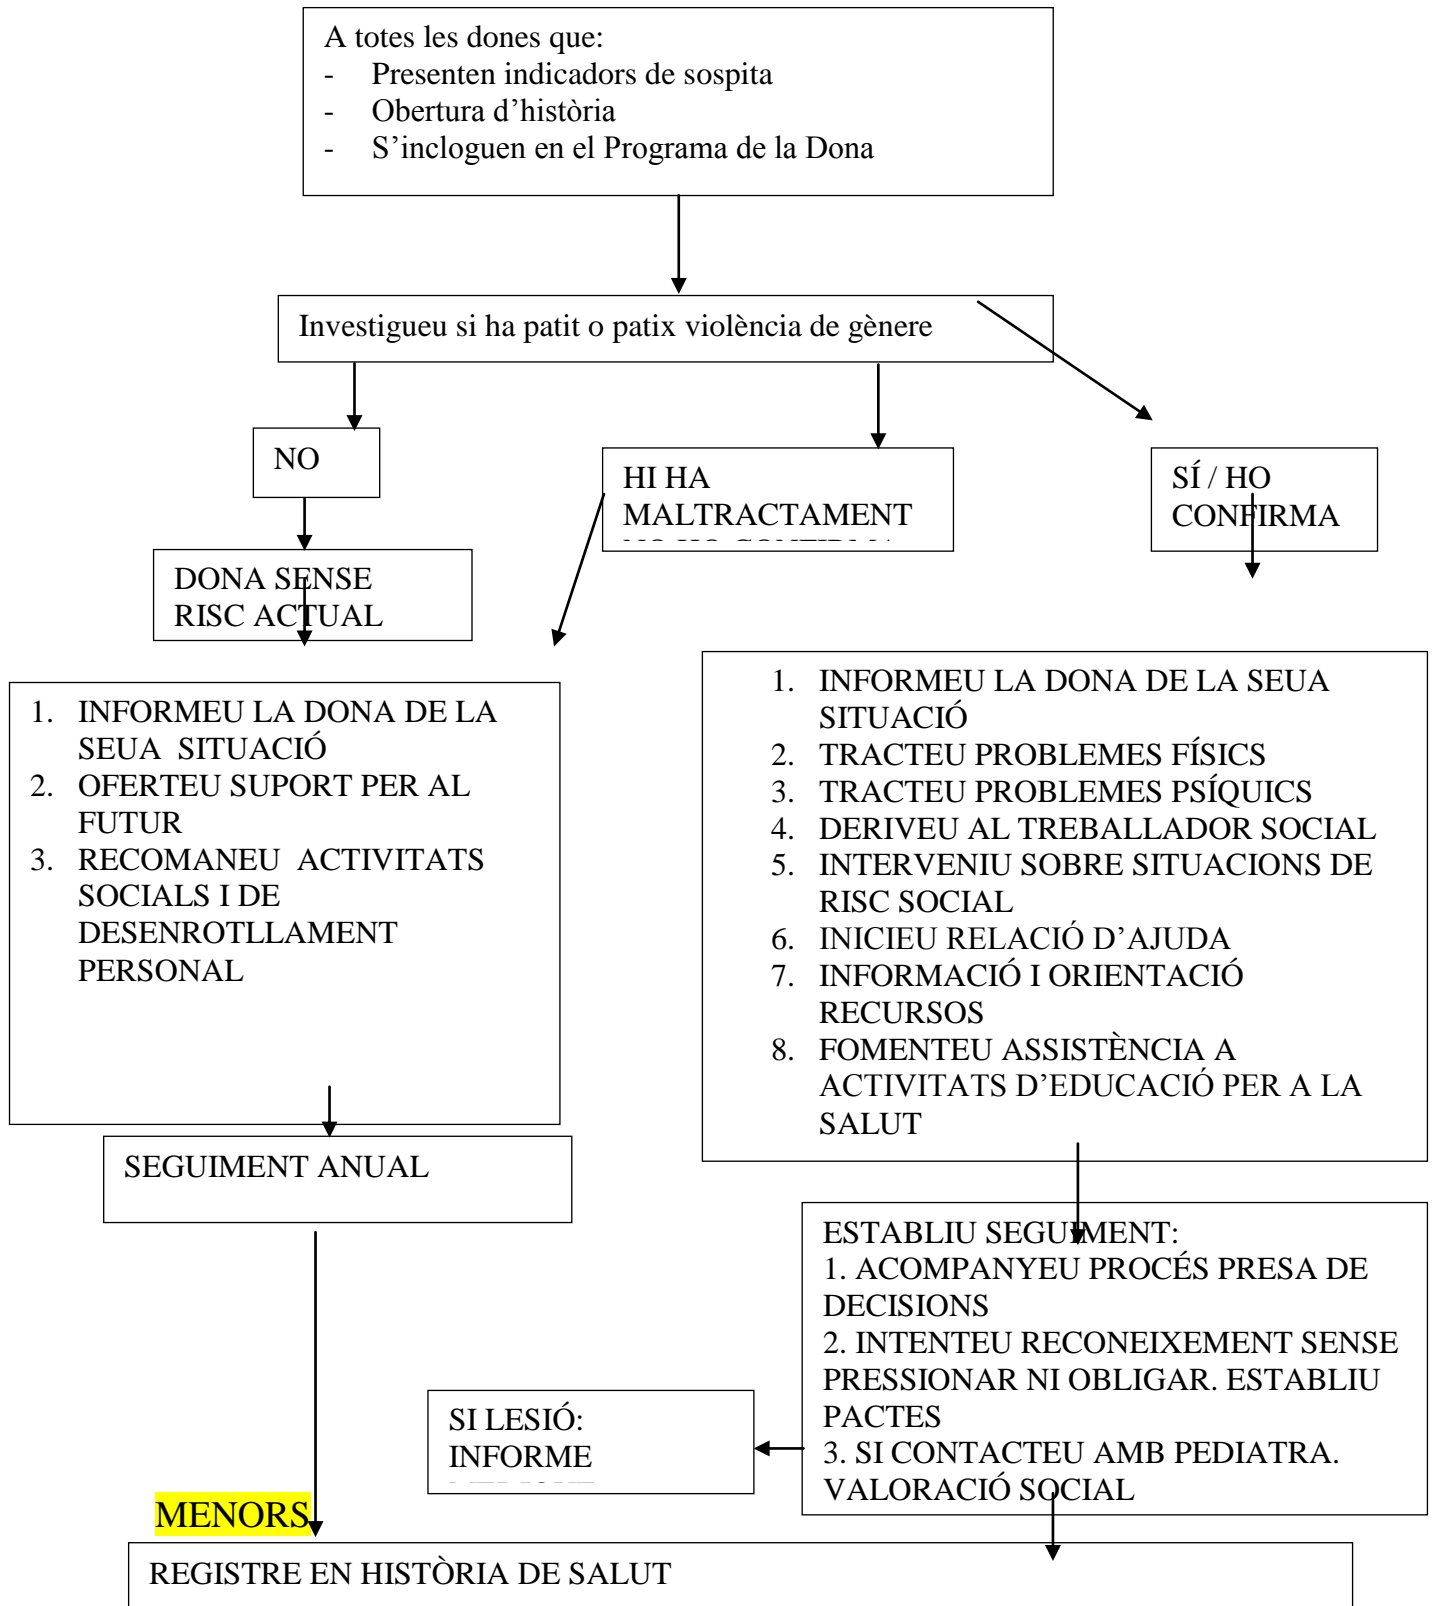 A totes les dones que:
- Presenten indicadors de sospita
- Obertura d’història
- S’incloguen en el Programa de la Dona
Investigueu si ha patit o patix violència de gènere
NO
HI HA
MALTRACTAMENT
SÍ / HO
CONFIRMA
DONA SENSE
RISC ACTUAL
1. INFORMEU LA DONA DE LA
SEUA SITUACIÓ
2. OFERTEU SUPORT PER AL
FUTUR
3. RECOMANEU ACTIVITATS
SOCIALS I DE
DESENROTLLAMENT
PERSONAL
1. INFORMEU LA DONA DE LA SEUA
SITUACIÓ
2. TRACTEU PROBLEMES FÍSICS
3. TRACTEU PROBLEMES PSÍQUICS
4. DERIVEU AL TREBALLADOR SOCIAL
5. INTERVENIU SOBRE SITUACIONS DE
RISC SOCIAL
6. INICIEU RELACIÓ D’AJUDA
7. INFORMACIÓ I ORIENTACIÓ
RECURSOS
8. FOMENTEU ASSISTÈNCIA A
ACTIVITATS D’EDUCACIÓ PER A LA
SALUT
SEGUIMENT ANUAL
ESTABLIU SEGUIMENT:
1. ACOMPANYEU PROCÉS PRESA DE
DECISIONS
2. INTENTEU RECONEIXEMENT SENSE
PRESSIONAR NI OBLIGAR. ESTABLIU
PACTES
3. SI CONTACTEU AMB PEDIATRA.
VALORACIÓ SOCIAL
SI LESIÓ:
INFORME
MENORS
REGISTRE EN HISTÒRIA DE SALUT